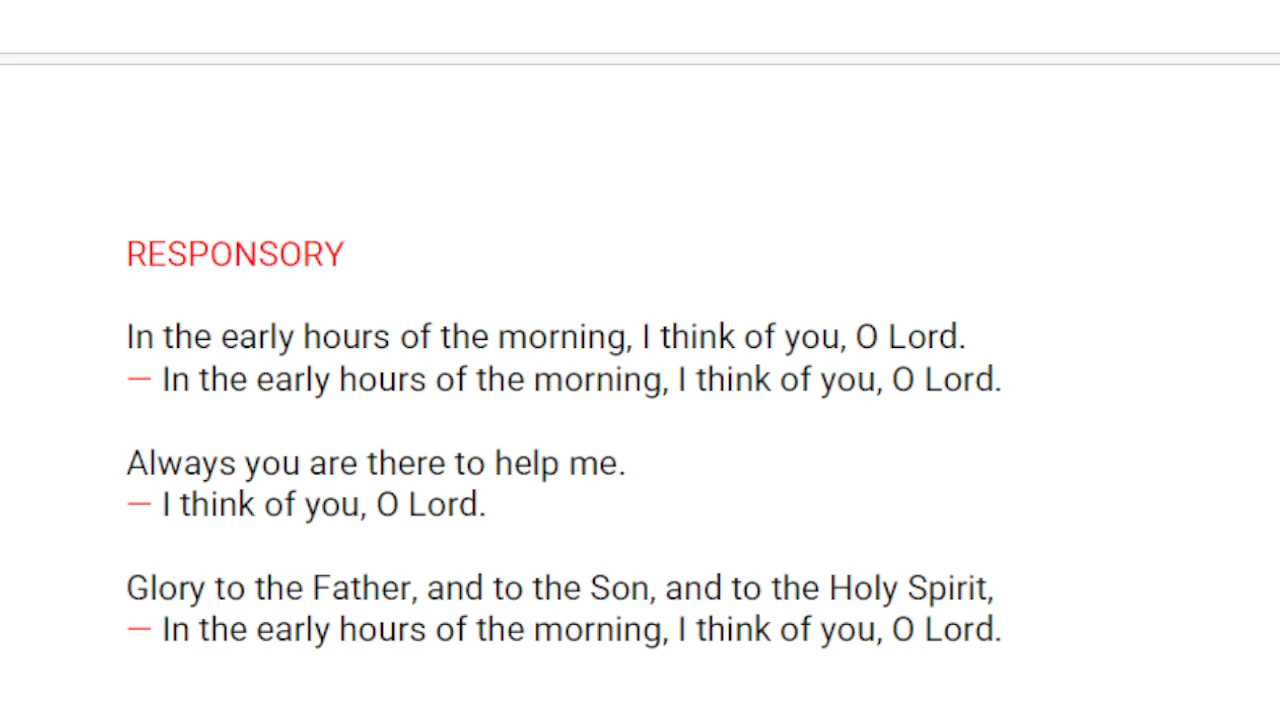 RESPONSORY
In the early hours of the morning, I think of you, O Lord.
— In the early hours of the morning, I think of you, O Lord.
Always you are there to help me.
— I think of you, O Lord.
Glory to the Father, and to the Son, and to the Holy Spirit,
— In the early hours of the morning, I think of you, O Lord.